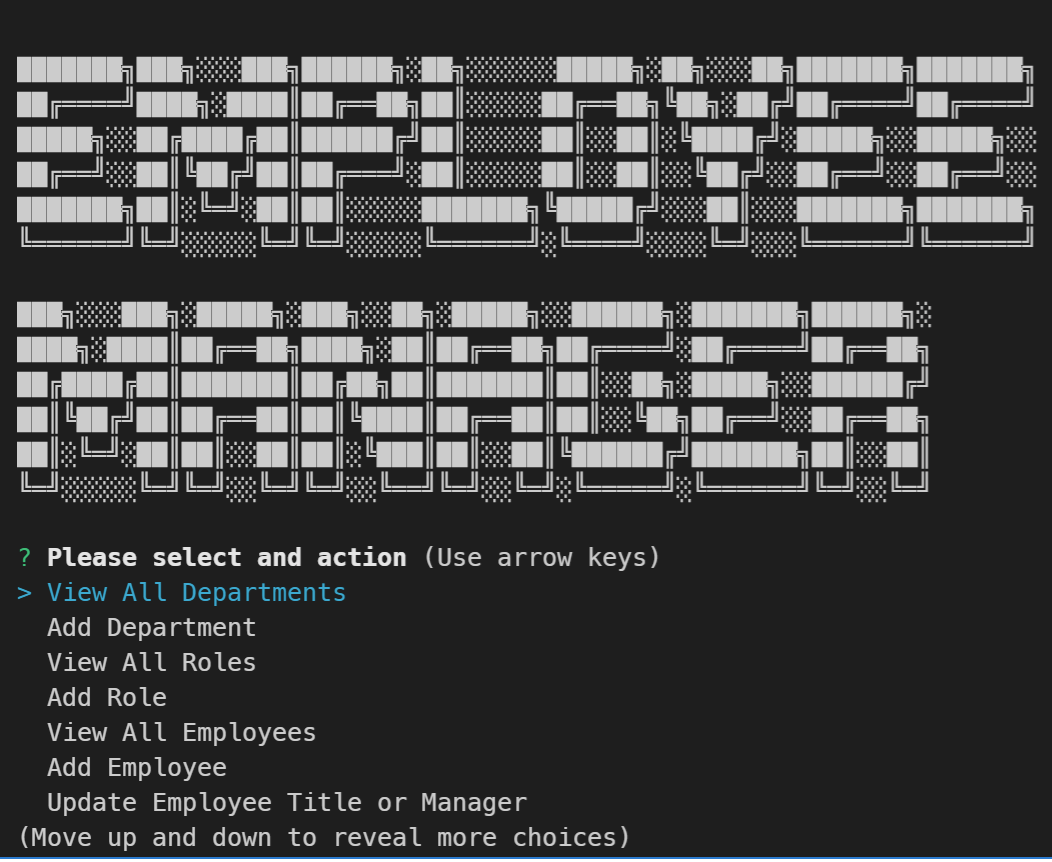 EMPLOYEE
MANAGER
? Please select and action (Use arrow keys)
> View All Departments
Add Department
View All Roles
Add Role
View All Employees
Add Employee
Update Employee Title or Manager
(Move up and down to reveal more choices)